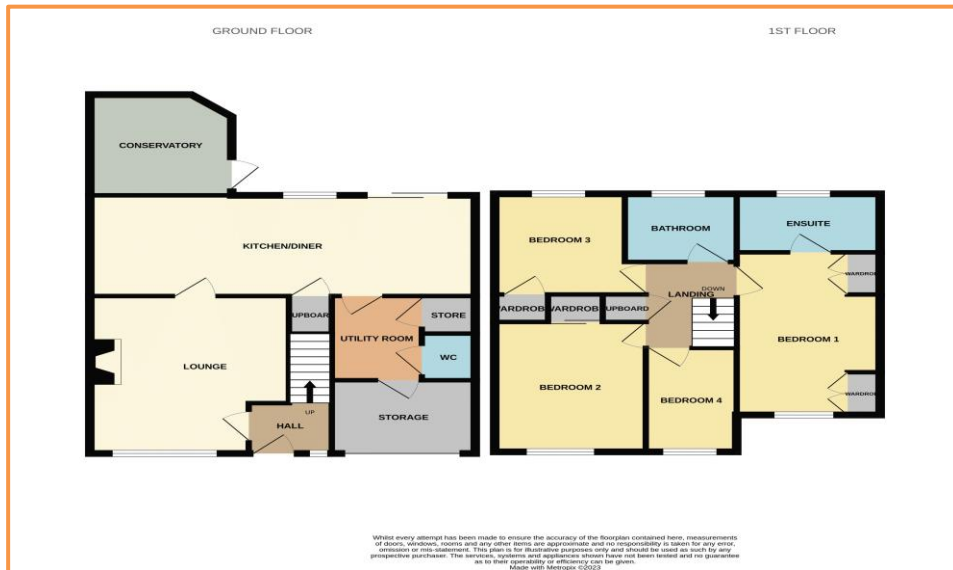 GROUND FLOOR
1ST FLOOR
CONSERVATORY
KITCHEN/DINER
UPBOAR
STORE
UTILITY ROOM
WC
LOUNGE
STORAGE
UP
HALL
BATHROOM
ENSUITE
BEDROOM 3
WARDROB
DOWN
LANDING
WARDROB
WARDROB
UPBOARD
BEDROOM 1
BEDROOM 2
BEDROOM 4
WARDROB
Whilst every attempt has been made to ensure the accuracy of the floorplan contained here, measurements
of doors, windows, rooms and any other items are approximate and no responsibility is taken for any error,
omission or mis-statement. This plan is for illustrative purposes only and should be used as such by any
prospective purchaser. The services, systems and appliances shown have not been tested and no guarantee
as to their operability or efficiency can be given.
Made with Metropix ©2023